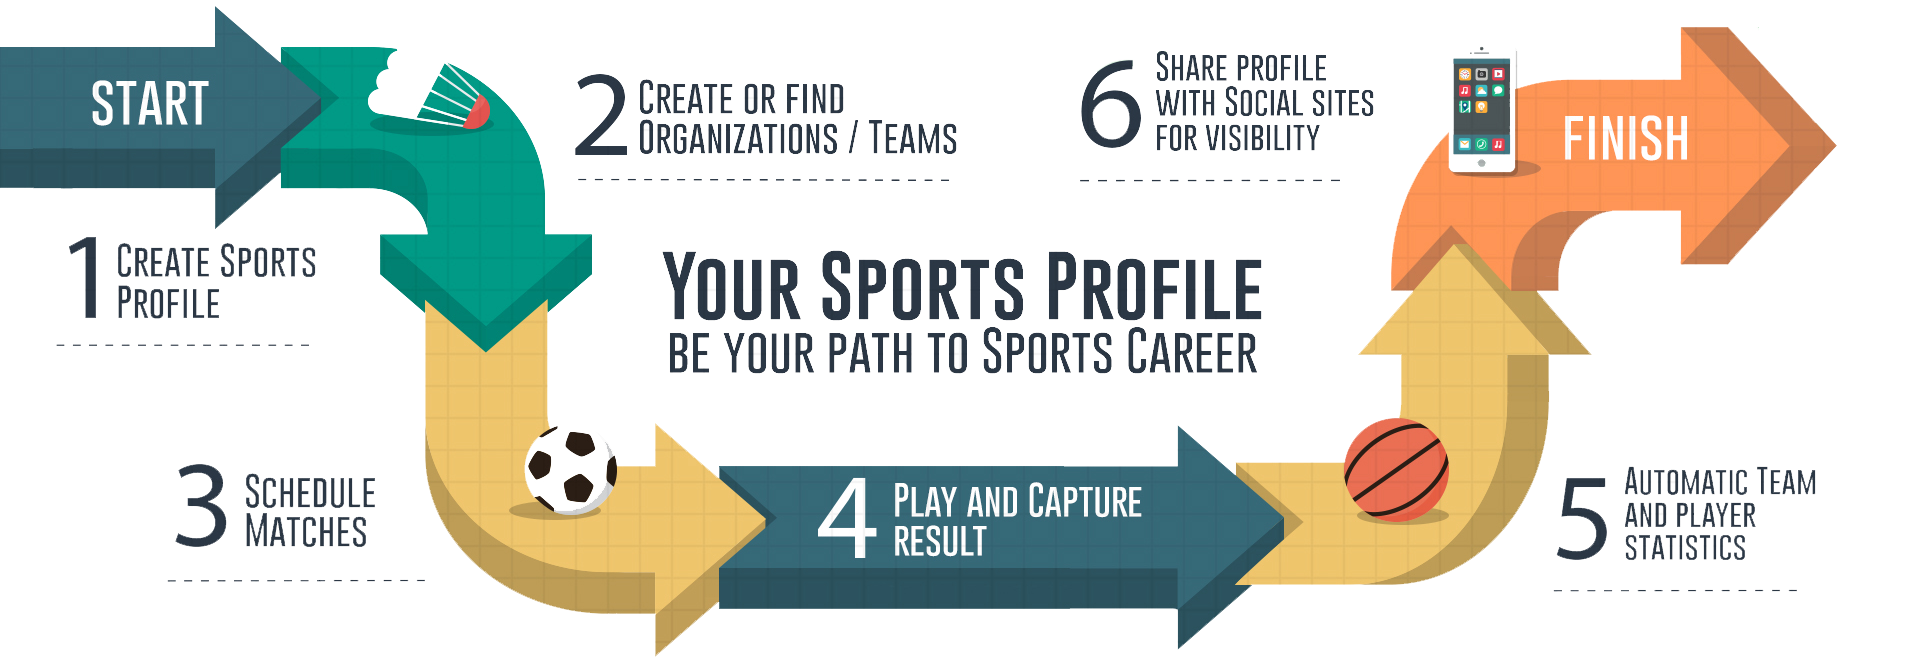 START
1 CREATE SPORTS
PROFILE
2 CREATE OR FIND
ORGANIZATIONS / TEAMS
3 SCHEDULE
MATCHES
YOUR SPORTS PROFILE
BE YOUR PATH TO SPORTS CAREER
4 PLAY AND CAPTURE
RESULT
5 AUTOMATIC TEAM
AND PLAYER
STATISTICS
6 SHARE PROFILE
WITH SOCIAL SITES
FOR VISIBILITY
FINISH